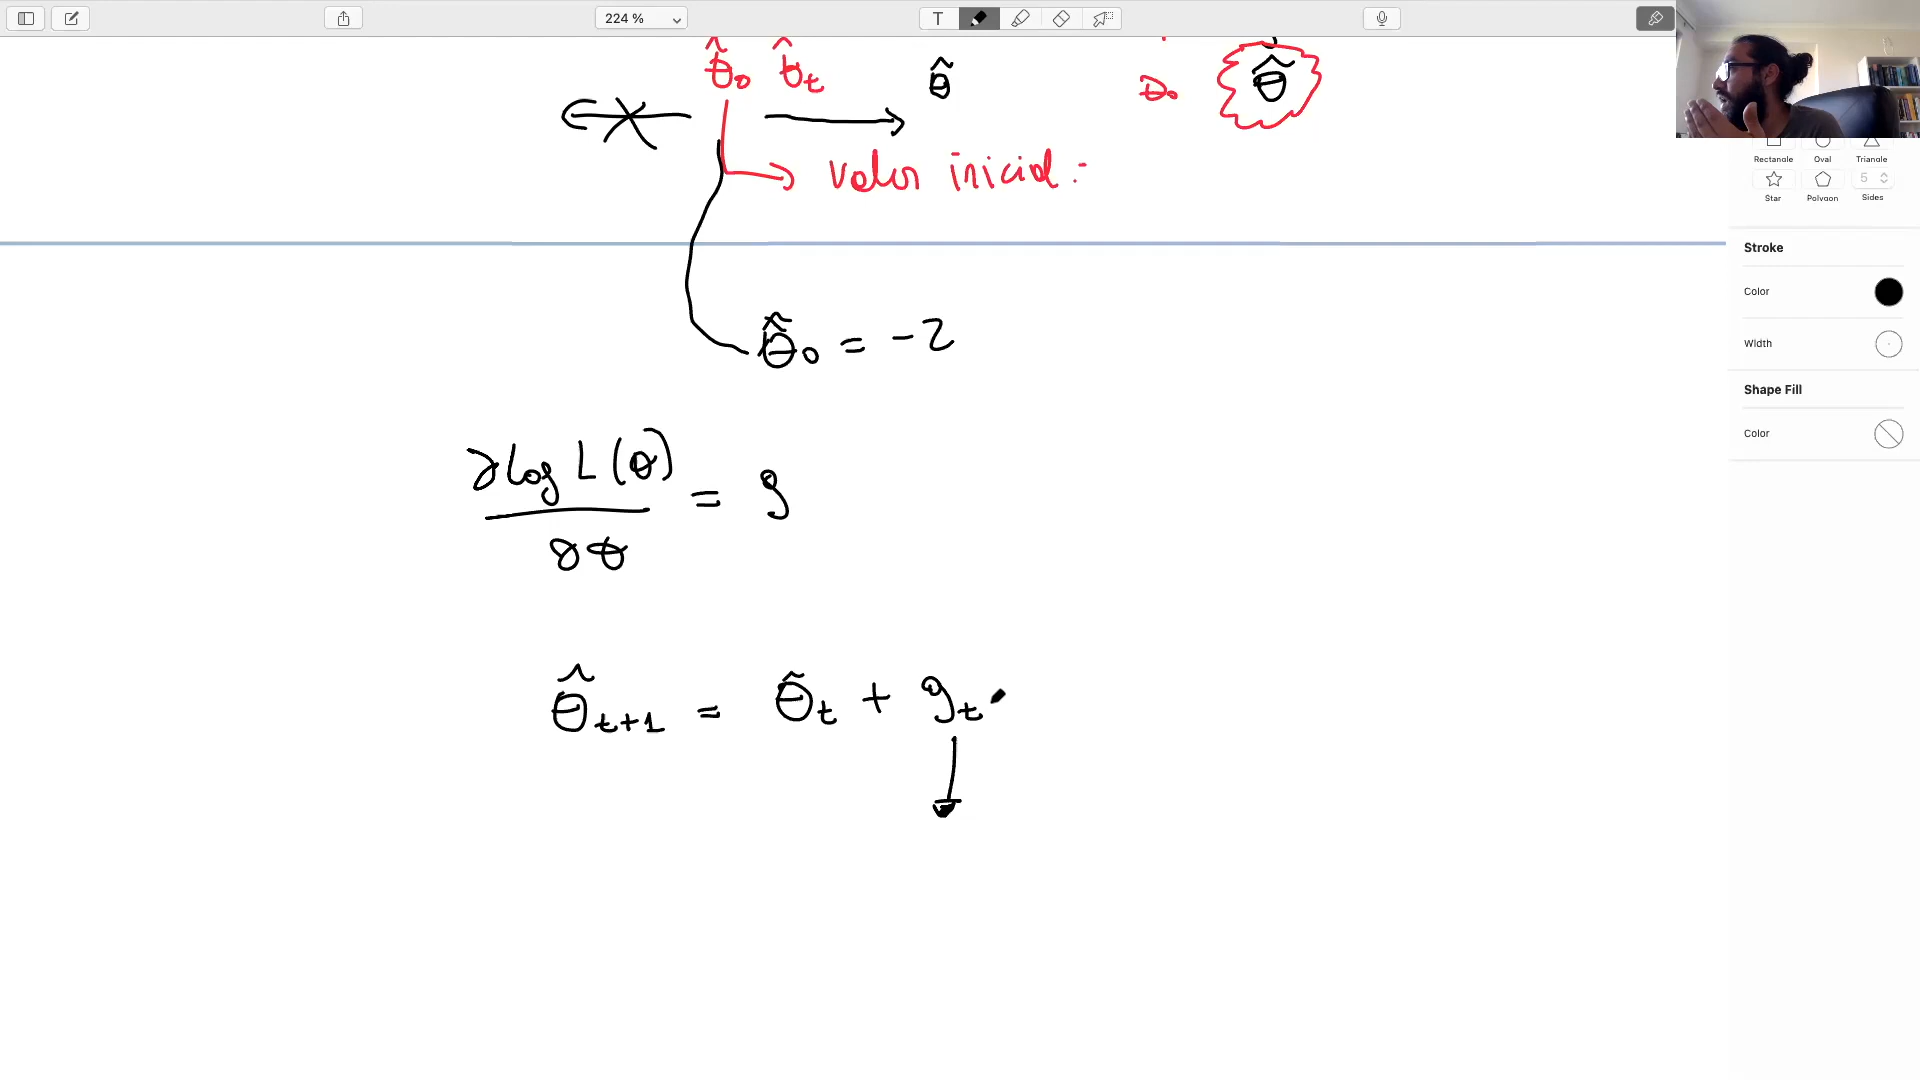 224 %
T
θ̂₀ θ̂t θ̂ θ₀ θ̂
valor inicial :
Rectangle Oval Triangle
5
Star Polygon Sides
Stroke
Color
Width
Shape Fill
Color
θ̂₀ = -2
∂ log L(θ) / ∂θ = g
θ̂t+1 = θ̂t + gt